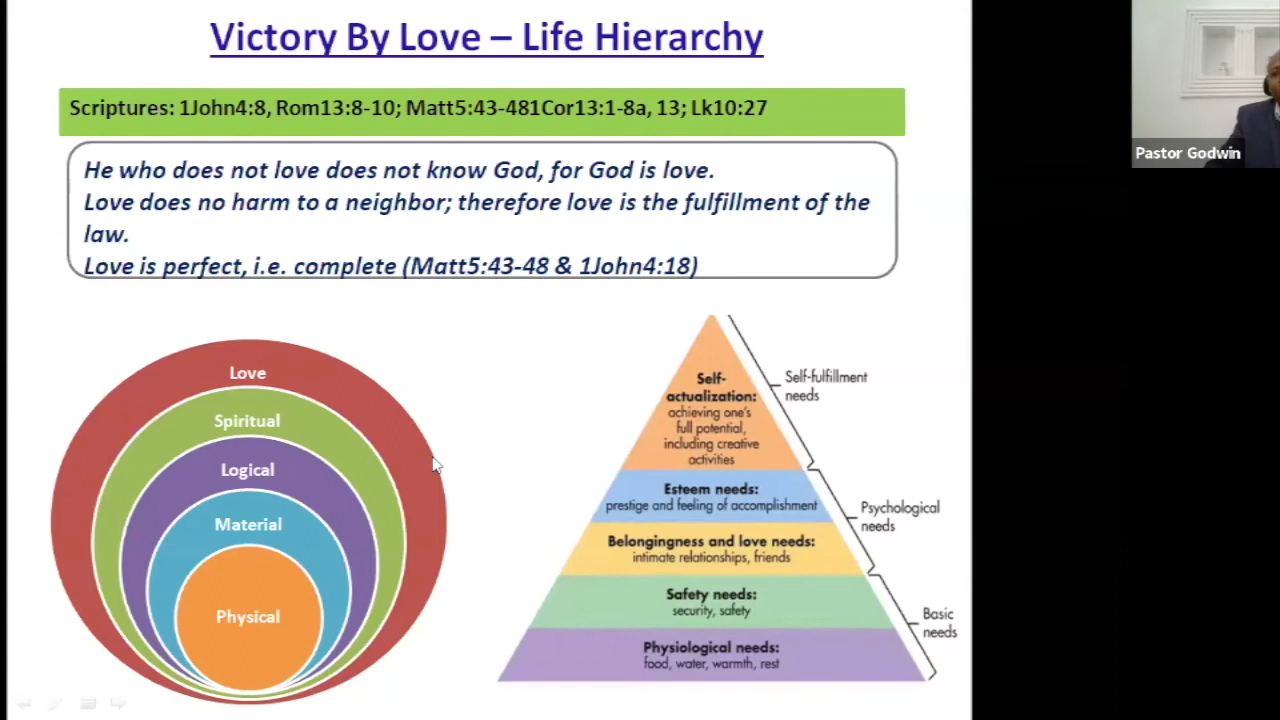 Victory By Love – Life Hierarchy
Scriptures: 1John4:8, Rom13:8-10; Matt5:43-481Cor13:1-8a, 13; Lk10:27
He who does not love does not know God, for God is love.
Love does no harm to a neighbor; therefore love is the fulfillment of the
law.
Love is perfect, i.e. complete (Matt5:43-48 & 1John4:18)
Love
Spiritual
Logical
Material
Physical
Self-
actualization:
achieving one's
full potential,
including creative
activities
Esteem needs:
prestige and feeling of accomplishment
Belongingness and love needs:
intimate relationships, friends
Safety needs:
security, safety
Physiological needs:
food, water, warmth, rest
Self-fulfillment
needs
Psychological
needs
Basic
needs
Pastor Godwin